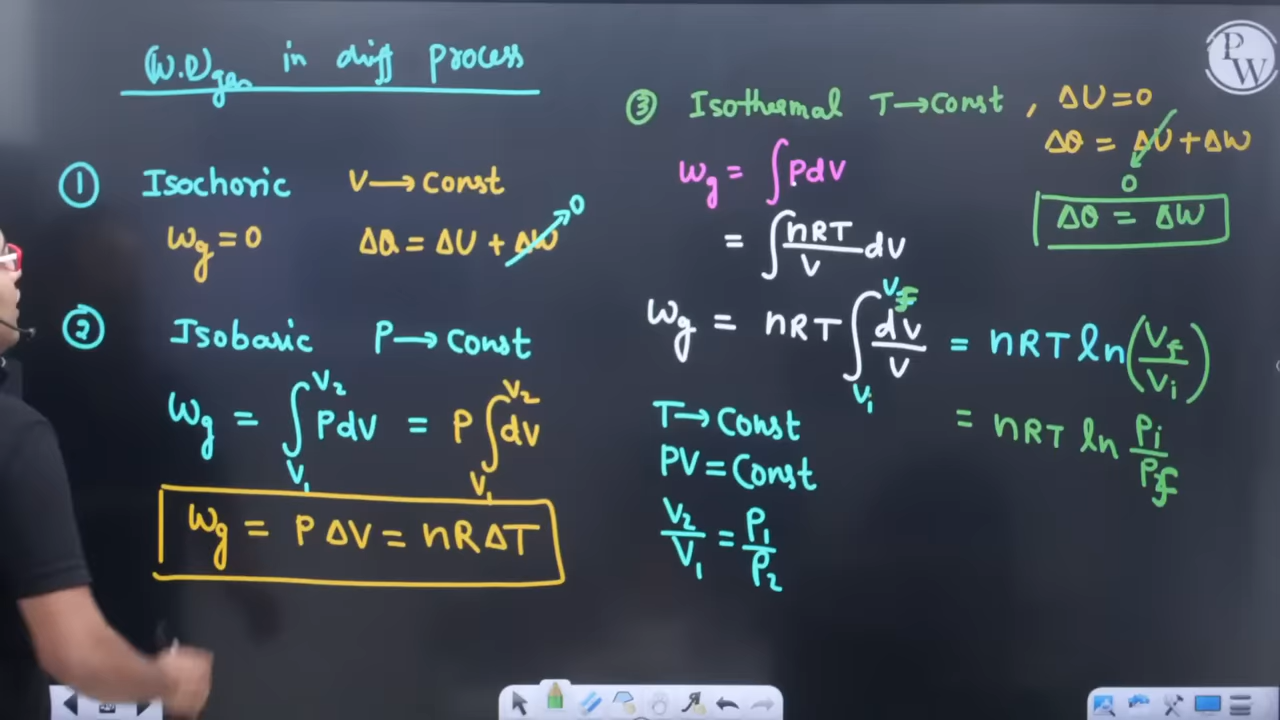 (W.D)gas in diff process
① Isochoric V→Const
Wg = 0 ΔQ = ΔU + ΔW 0
② Isobaric P→Const
Wg = ∫V₁^V₂ PdV = P ∫V₁^V₂ dV
Wg = PΔV = nRΔT
③ Isothermal T→Const, ΔU=0
ΔQ = ΔU + ΔW
0
ΔQ = ΔW
Wg = ∫PdV
= ∫ nRT/V dV
Wg = nRT ∫Vi^Vf dV/V = nRT ln(Vf/Vi)
= nRT ln Pi/Pf
T→Const
PV = Const
V₂/V₁ = P₁/P₂
PW